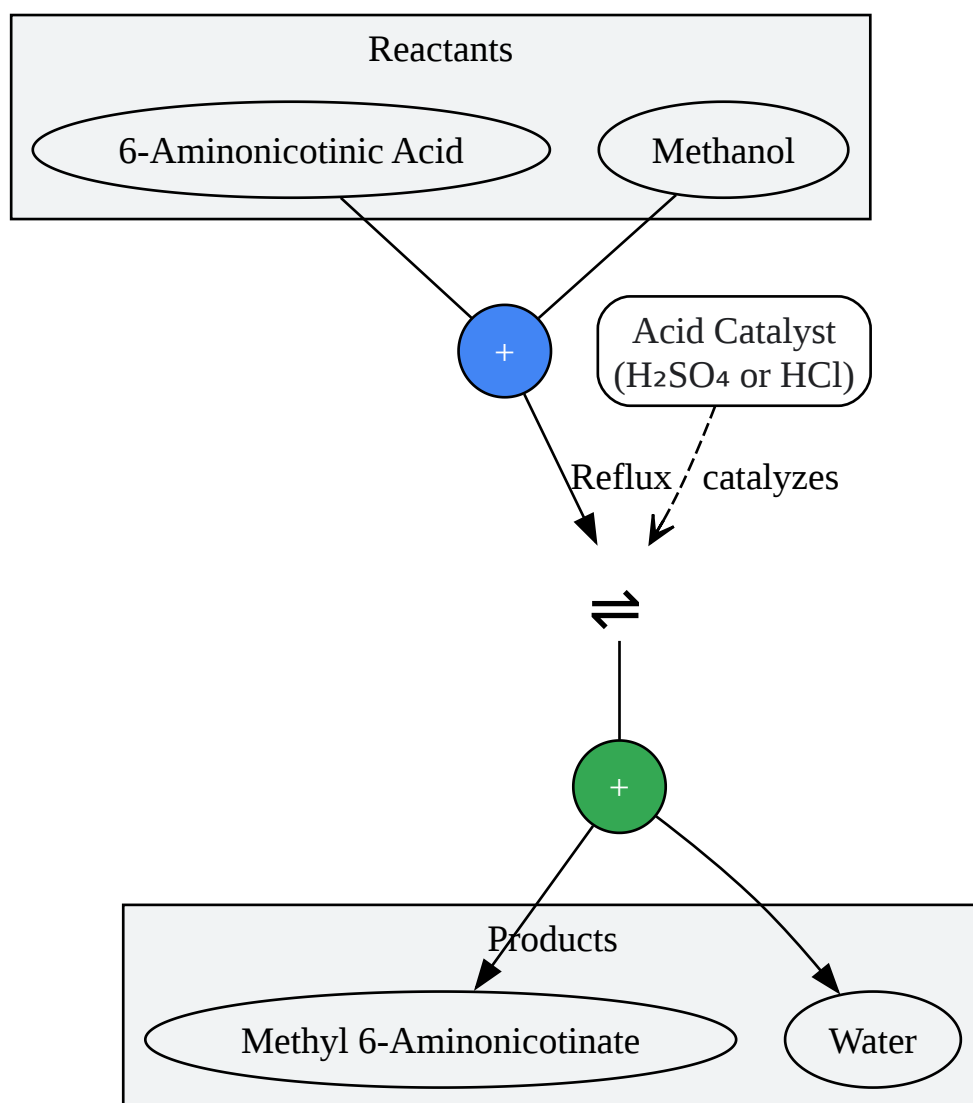 Reactants
6-Aminonicotinic Acid
Methanol
+
Acid Catalyst
(H₂SO₄ or HCl)
Reflux
catalyzes
⇌
+
Products
Methyl 6-Aminonicotinate
Water